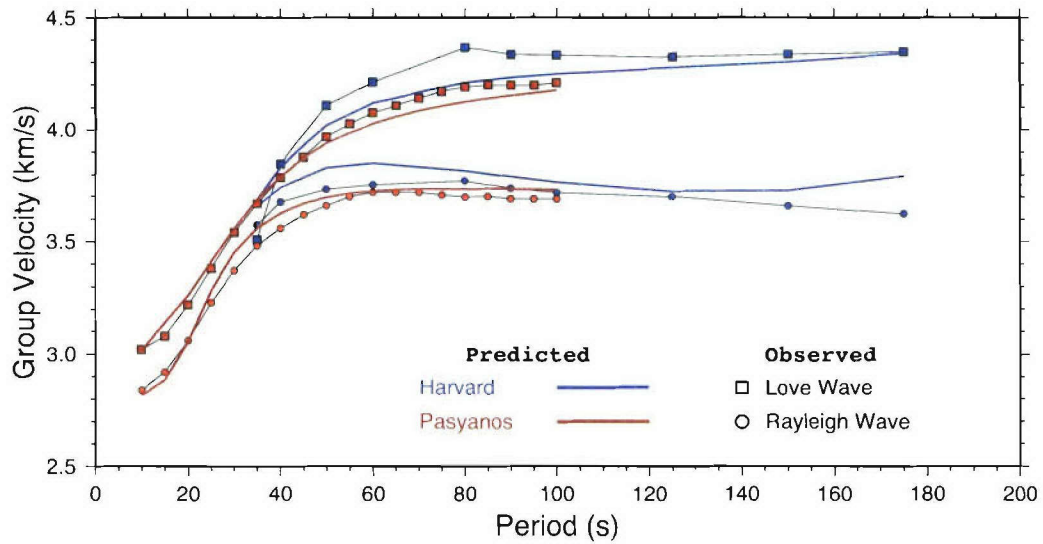 4.5
4.0
3.5
3.0
2.5
Group Velocity (km/s)
Predicted Observed
Harvard Love Wave
Pasyanos Rayleigh Wave
0 20 40 60 80 100 120 140 160 180 200
Period (s)